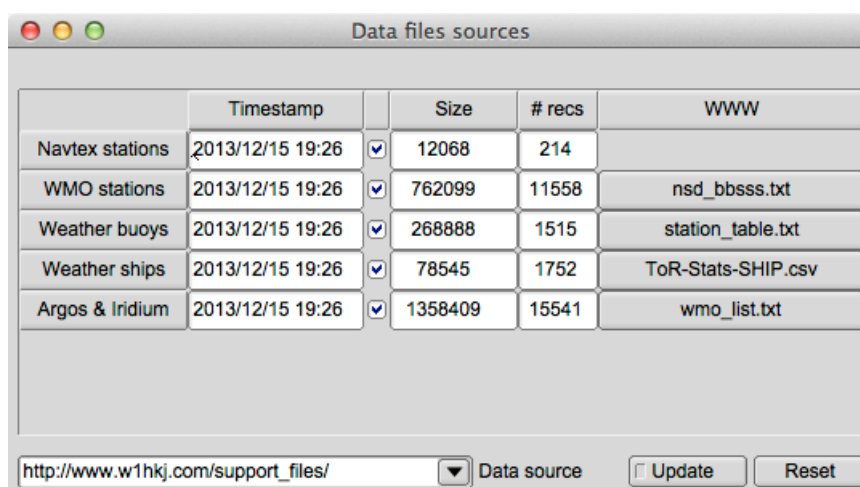 Data files sources
Timestamp Size # recs WWW
Navtex stations 2013/12/15 19:26 12068 214
WMO stations 2013/12/15 19:26 762099 11558 nsd_bbsss.txt
Weather buoys 2013/12/15 19:26 268888 1515 station_table.txt
Weather ships 2013/12/15 19:26 78545 1752 ToR-Stats-SHIP.csv
Argos & Iridium 2013/12/15 19:26 1358409 15541 wmo_list.txt
http://www.w1hkj.com/support_files/ Data source Update Reset